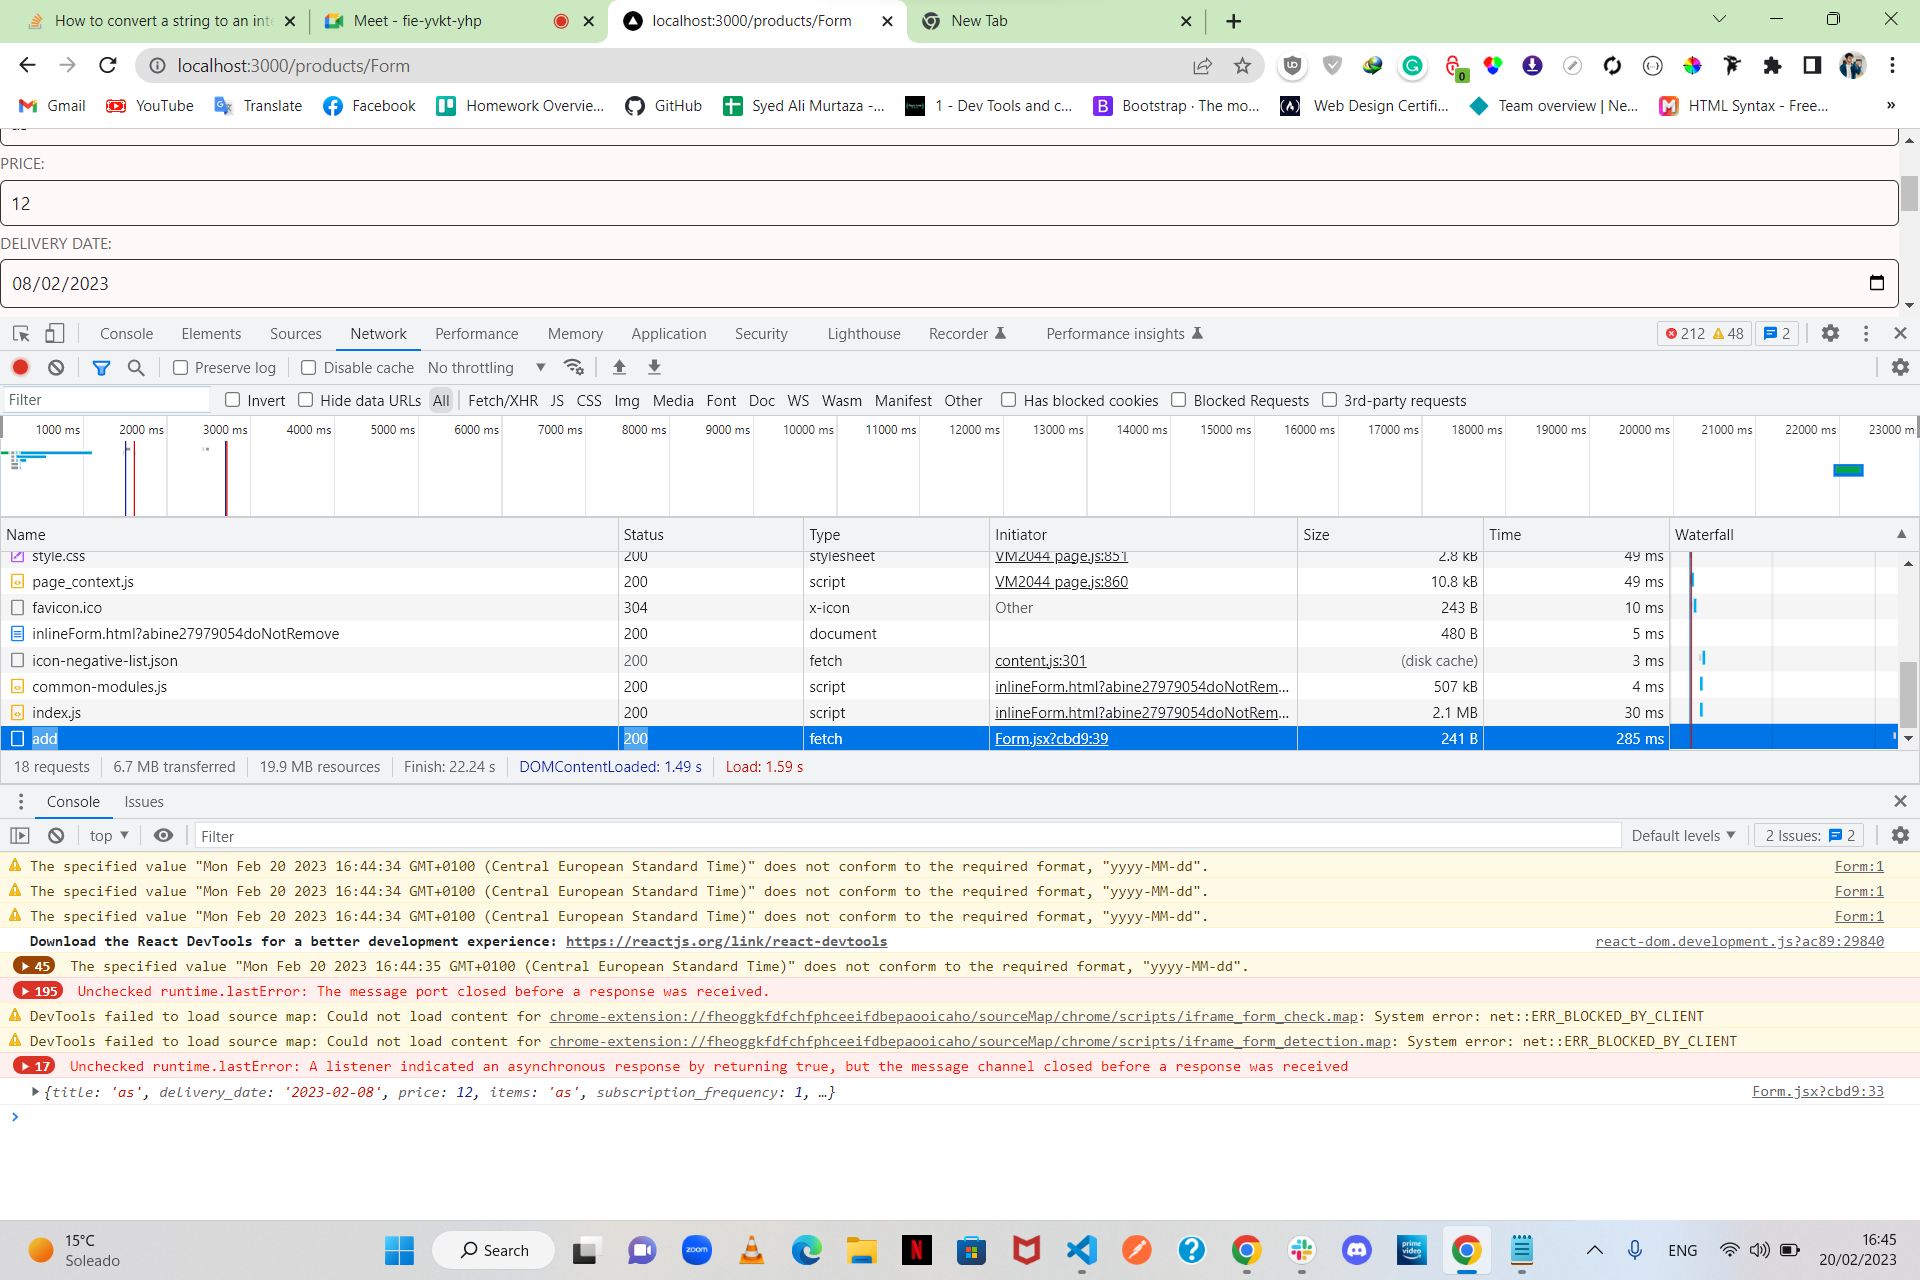 How to convert a string to an inte
Meet - fie-yvkt-yhp
localhost:3000/products/Form
New Tab
localhost:3000/products/Form
0
Gmail
YouTube
Translate
Facebook
Homework Overvie...
GitHub
Syed Ali Murtaza -...
1 - Dev Tools and c...
Bootstrap · The mo...
Web Design Certifi...
Team overview | Ne...
HTML Syntax - Free...
»
PRICE:
12
DELIVERY DATE:
08/02/2023
Console Elements Sources Network Performance Memory Application Security Lighthouse Recorder Performance insights 212 48 2
Preserve log Disable cache No throttling
Filter Invert Hide data URLs All Fetch/XHR JS CSS Img Media Font Doc WS Wasm Manifest Other Has blocked cookies Blocked Requests 3rd-party requests
1000 ms 2000 ms 3000 ms 4000 ms 5000 ms 6000 ms 7000 ms 8000 ms 9000 ms 10000 ms 11000 ms 12000 ms 13000 ms 14000 ms 15000 ms 16000 ms 17000 ms 18000 ms 19000 ms 20000 ms 21000 ms 22000 ms 23000 m
Name Status Type Initiator Size Time Waterfall
style.css 200 stylesheet VM2044 page.js:851 2.8 kB 49 ms
page_context.js 200 script VM2044 page.js:860 10.8 kB 49 ms
favicon.ico 304 x-icon Other 243 B 10 ms
inlineForm.html?abine27979054doNotRemove 200 document 480 B 5 ms
icon-negative-list.json 200 fetch content.js:301 (disk cache) 3 ms
common-modules.js 200 script inlineForm.html?abine27979054doNotRem... 507 kB 4 ms
index.js 200 script inlineForm.html?abine27979054doNotRem... 2.1 MB 30 ms
add 200 fetch Form.jsx?cbd9:39 241 B 285 ms
18 requests 6.7 MB transferred 19.9 MB resources Finish: 22.24 s DOMContentLoaded: 1.49 s Load: 1.59 s
Console Issues
top Filter Default levels 2 Issues: 2
The specified value "Mon Feb 20 2023 16:44:34 GMT+0100 (Central European Standard Time)" does not conform to the required format, "yyyy-MM-dd". Form:1
The specified value "Mon Feb 20 2023 16:44:34 GMT+0100 (Central European Standard Time)" does not conform to the required format, "yyyy-MM-dd". Form:1
The specified value "Mon Feb 20 2023 16:44:34 GMT+0100 (Central European Standard Time)" does not conform to the required format, "yyyy-MM-dd". Form:1
Download the React DevTools for a better development experience: https://reactjs.org/link/react-devtools react-dom.development.js?ac89:29840
45 The specified value "Mon Feb 20 2023 16:44:35 GMT+0100 (Central European Standard Time)" does not conform to the required format, "yyyy-MM-dd".
195 Unchecked runtime.lastError: The message port closed before a response was received.
DevTools failed to load source map: Could not load content for chrome-extension://fheoggkfdfchfphceeifdbepaooicaho/sourceMap/chrome/scripts/iframe_form_check.map: System error: net::ERR_BLOCKED_BY_CLIENT
DevTools failed to load source map: Could not load content for chrome-extension://fheoggkfdfchfphceeifdbepaooicaho/sourceMap/chrome/scripts/iframe_form_detection.map: System error: net::ERR_BLOCKED_BY_CLIENT
17 Unchecked runtime.lastError: A listener indicated an asynchronous response by returning true, but the message channel closed before a response was received
{title: 'as', delivery_date: '2023-02-08', price: 12, items: 'as', subscription_frequency: 1, …} Form.jsx?cbd9:33
15°C
Soleado
Search
zoom
prime video
ENG
16:45
20/02/2023